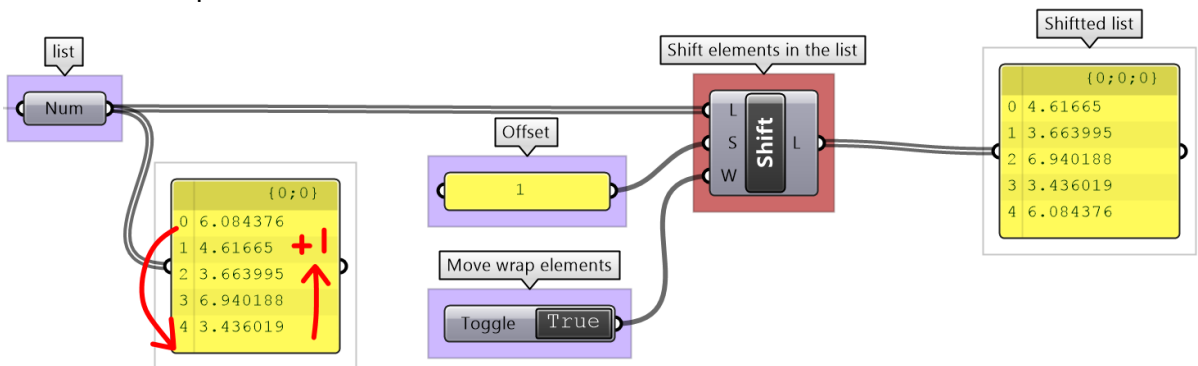 Shiftted list
list
Shift elements in the list
{0;0;0}
Num
L
0 4.61665
1 3.663995
2 6.940188
3 3.436019
4 6.084376
Offset
S
Shift
L
1
W
{0;0}
0 6.084376
1 4.61665
2 3.663995
3 6.940188
4 3.436019
+1
Move wrap elements
Toggle
True